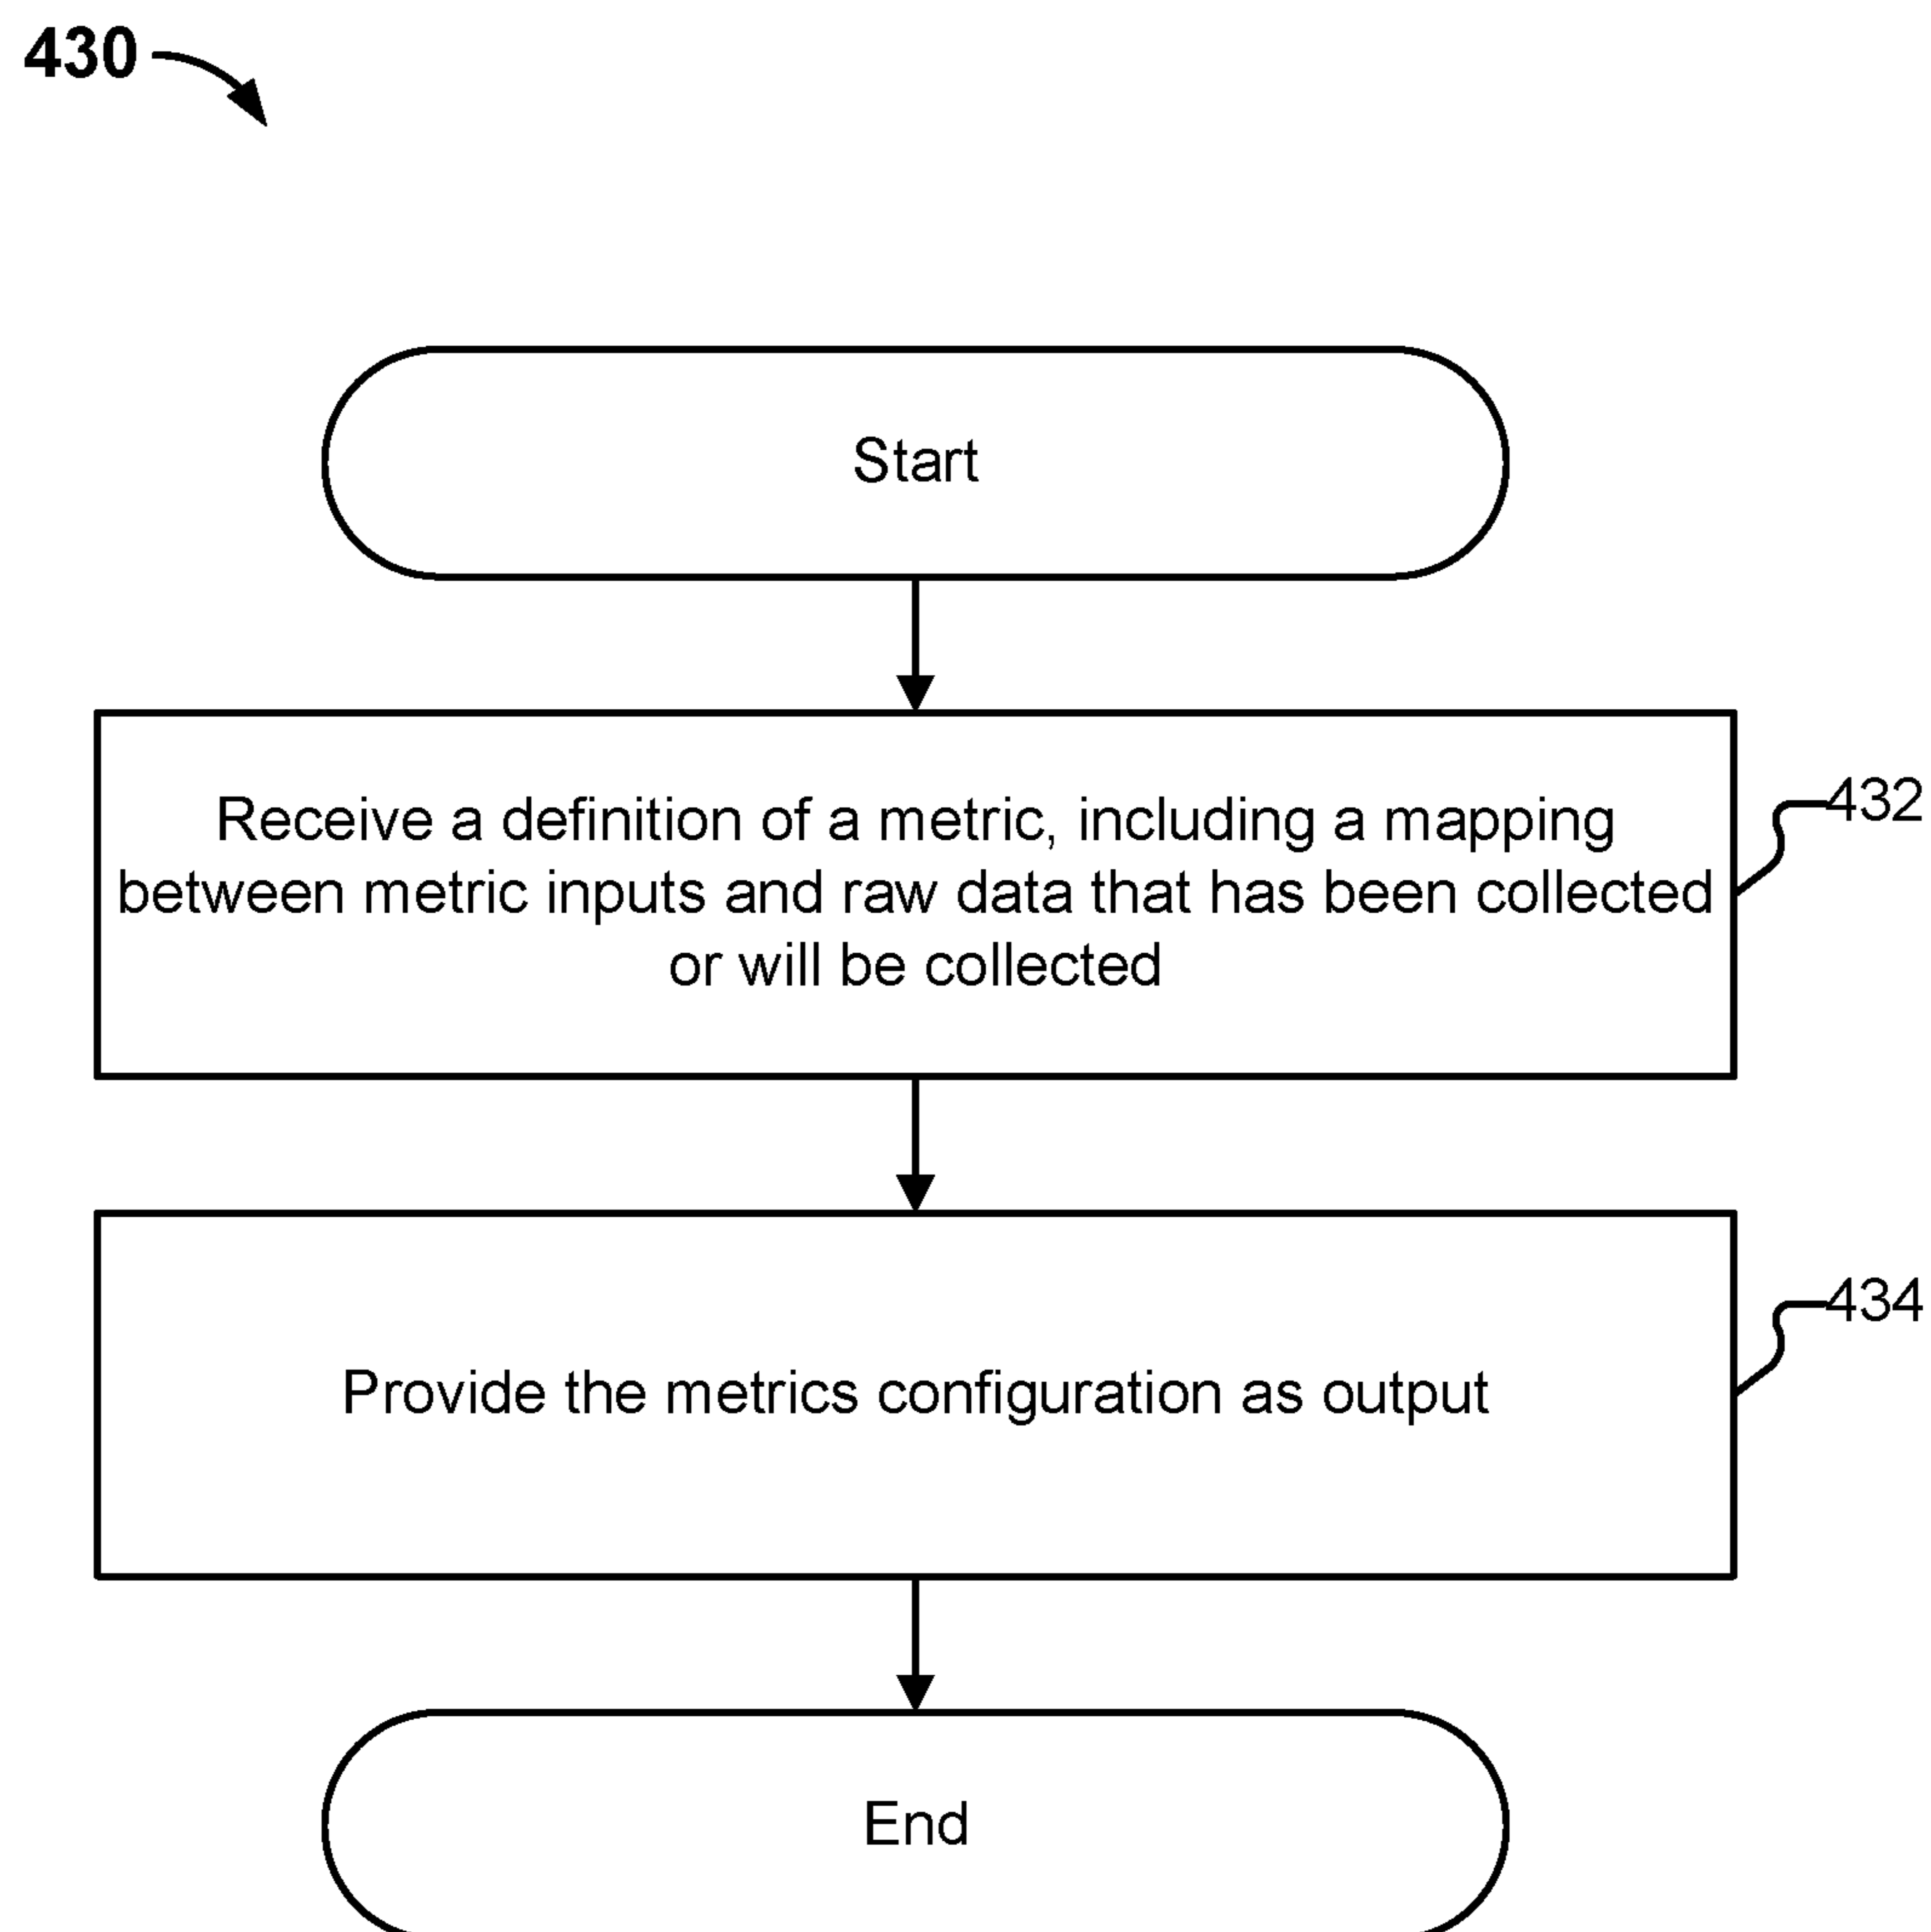 430
Start
Receive a definition of a metric, including a mapping
between metric inputs and raw data that has been collected
or will be collected
432
Provide the metrics configuration as output
434
End